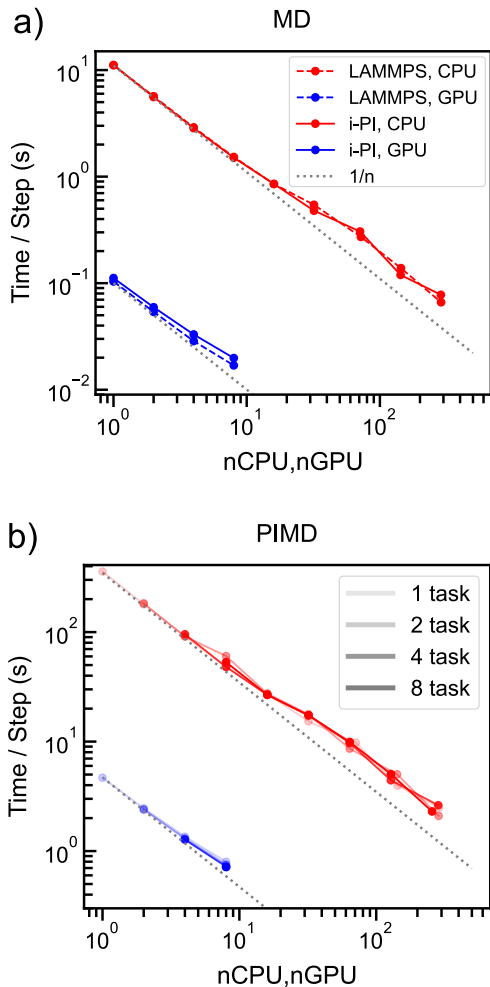 a)
MD
LAMMPS, CPU
LAMMPS, GPU
i-PI, CPU
i-PI, GPU
1/n
10^1
10^0
10^-1
10^-2
Time / Step (s)
10^0
10^1
10^2
nCPU,nGPU
b)
PIMD
1 task
2 task
4 task
8 task
10^2
10^1
10^0
Time / Step (s)
10^0
10^1
10^2
nCPU,nGPU